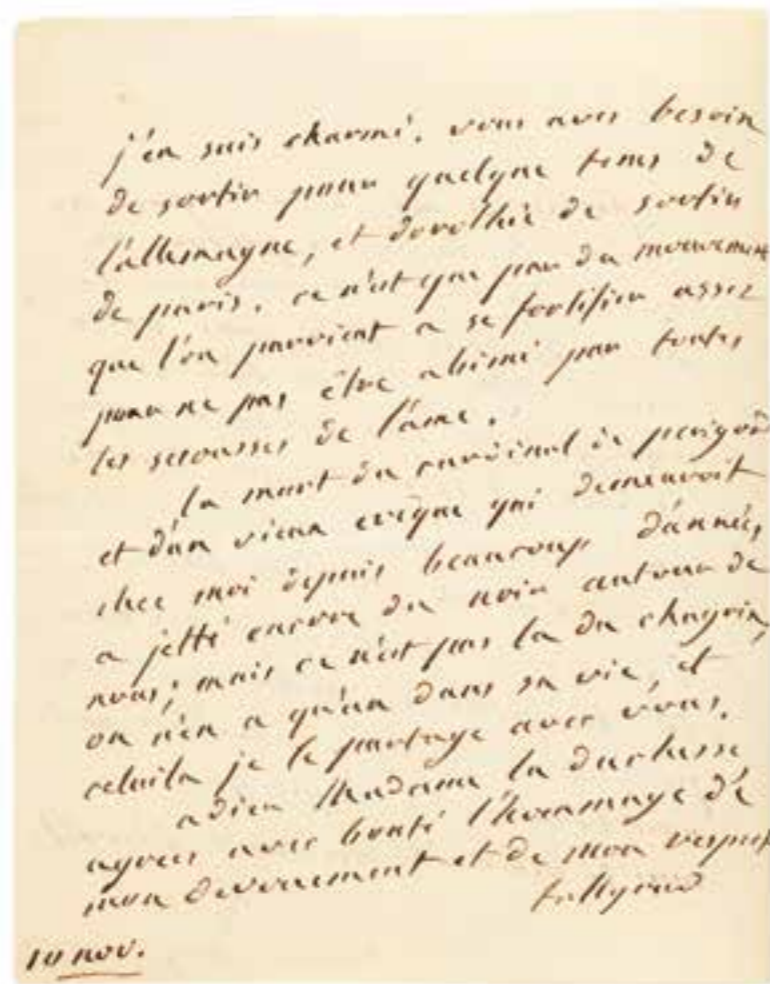 j'en suis charmé. vous avez besoin
de sortir pour quelque tems de
l'allemagne, et dorothée de sortir
de paris. ce n'est que par du mouvement
que l'on parvient a se fortifier assez
pour ne pas être abimé par toutes
les secousses de l'ame.
la mort du cardinal de perigord
et d'un vieux evêque qui demeuroit
chez moi depuis beaucoup d'années,
a jetté encore du noir autour de
nous; mais ce n'est pas la du chagrin,
on n'en a qu'un dans sa vie, et
celuila je le partage avec vous.
adieu Madame la duchesse,
agreez avec bonté l'hommage de
mon devouement et de mon respect
talleyrand
10 nov.